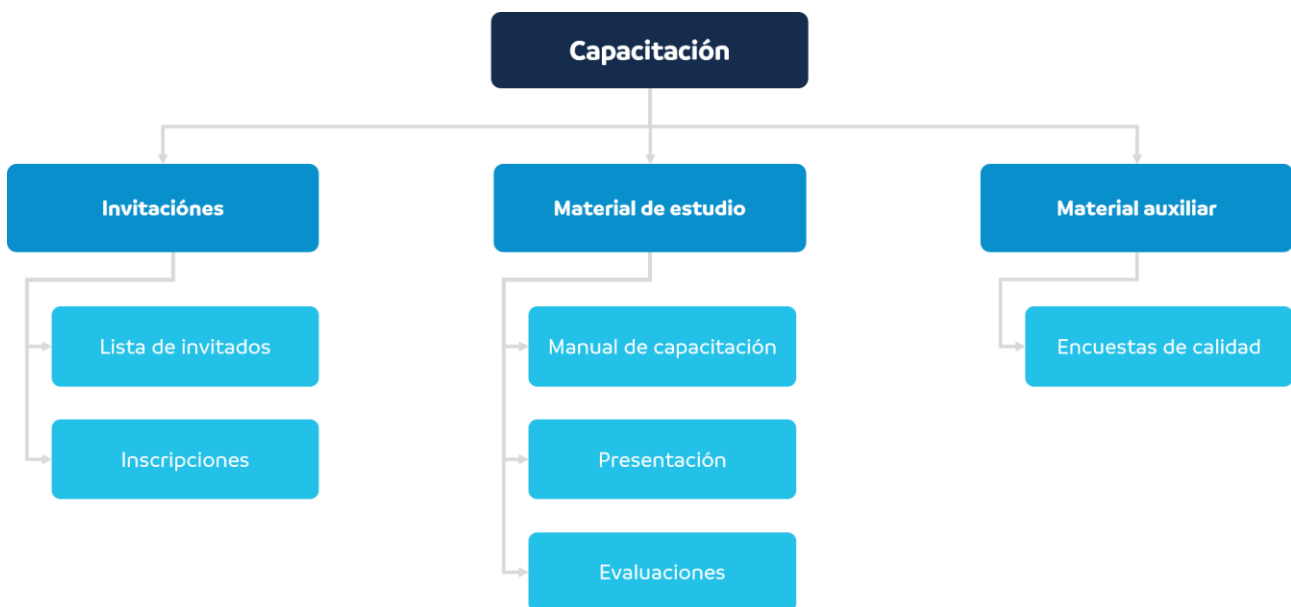 Capacitación
Invitaciónes
Material de estudio
Material auxiliar
Lista de invitados
Manual de capacitación
Encuestas de calidad
Inscripciones
Presentación
Evaluaciones